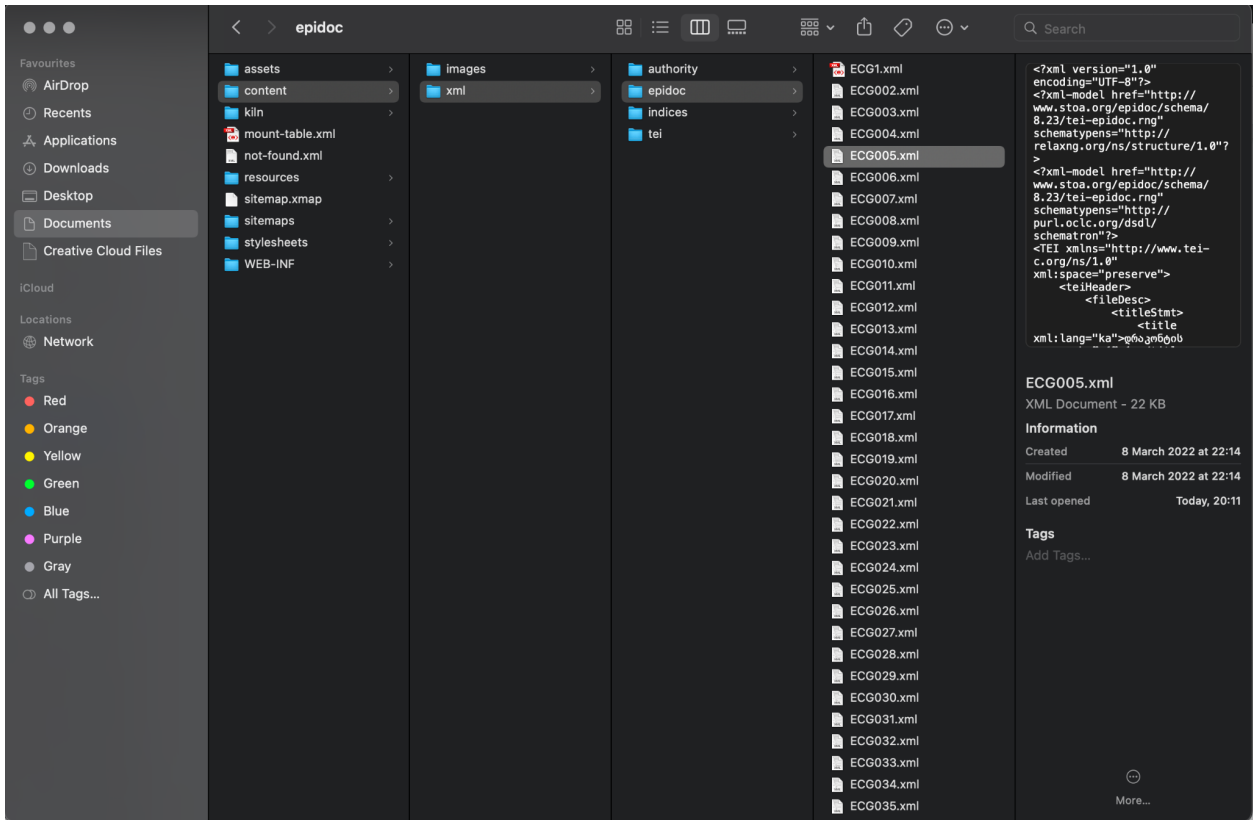 epidoc
Search
Favourites
AirDrop
Recents
Applications
Downloads
Desktop
Documents
Creative Cloud Files
iCloud
Locations
Network
Tags
Red
Orange
Yellow
Green
Blue
Purple
Gray
All Tags...
assets
content
kiln
mount-table.xml
not-found.xml
resources
sitemap.xmap
sitemaps
stylesheets
WEB-INF
images
xml
authority
epidoc
indices
tei
ECG1.xml
ECG002.xml
ECG003.xml
ECG004.xml
ECG005.xml
ECG006.xml
ECG007.xml
ECG008.xml
ECG009.xml
ECG010.xml
ECG011.xml
ECG012.xml
ECG013.xml
ECG014.xml
ECG015.xml
ECG016.xml
ECG017.xml
ECG018.xml
ECG019.xml
ECG020.xml
ECG021.xml
ECG022.xml
ECG023.xml
ECG024.xml
ECG025.xml
ECG026.xml
ECG027.xml
ECG028.xml
ECG029.xml
ECG030.xml
ECG031.xml
ECG032.xml
ECG033.xml
ECG034.xml
ECG035.xml
<?xml version="1.0"
encoding="UTF-8"?>
<?xml-model href="http://
www.stoa.org/epidoc/schema/
8.23/tei-epidoc.rng"
schematypens="http://
relaxng.org/ns/structure/1.0"?
>
<?xml-model href="http://
www.stoa.org/epidoc/schema/
8.23/tei-epidoc.rng"
schematypens="http://
purl.oclc.org/dsdl/
schematron"?>
<TEI xmlns="http://www.tei-
c.org/ns/1.0"
xml:space="preserve">
<teiHeader>
<fileDesc>
<titleStmt>
<title
xml:lang="ka">დრაკონტის
ECG005.xml
XML Document - 22 KB
Information
Created 8 March 2022 at 22:14
Modified 8 March 2022 at 22:14
Last opened Today, 20:11
Tags
Add Tags...
More...